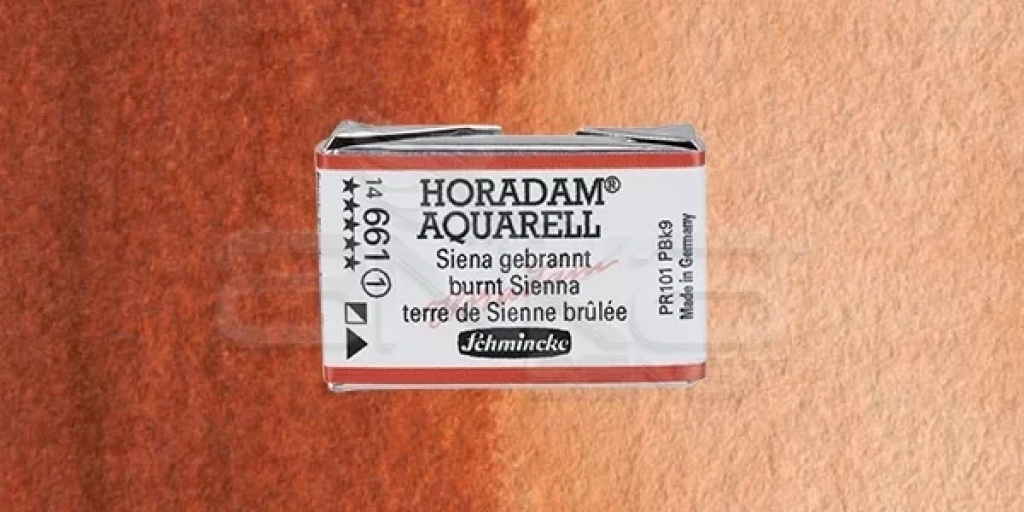 HORADAM®
AQUARELL
Siena gebrannt
burnt Sienna
terre de Sienne brûlée
Schmincke
14 661 1
★★★★★
PR101 PBk9
Made in Germany